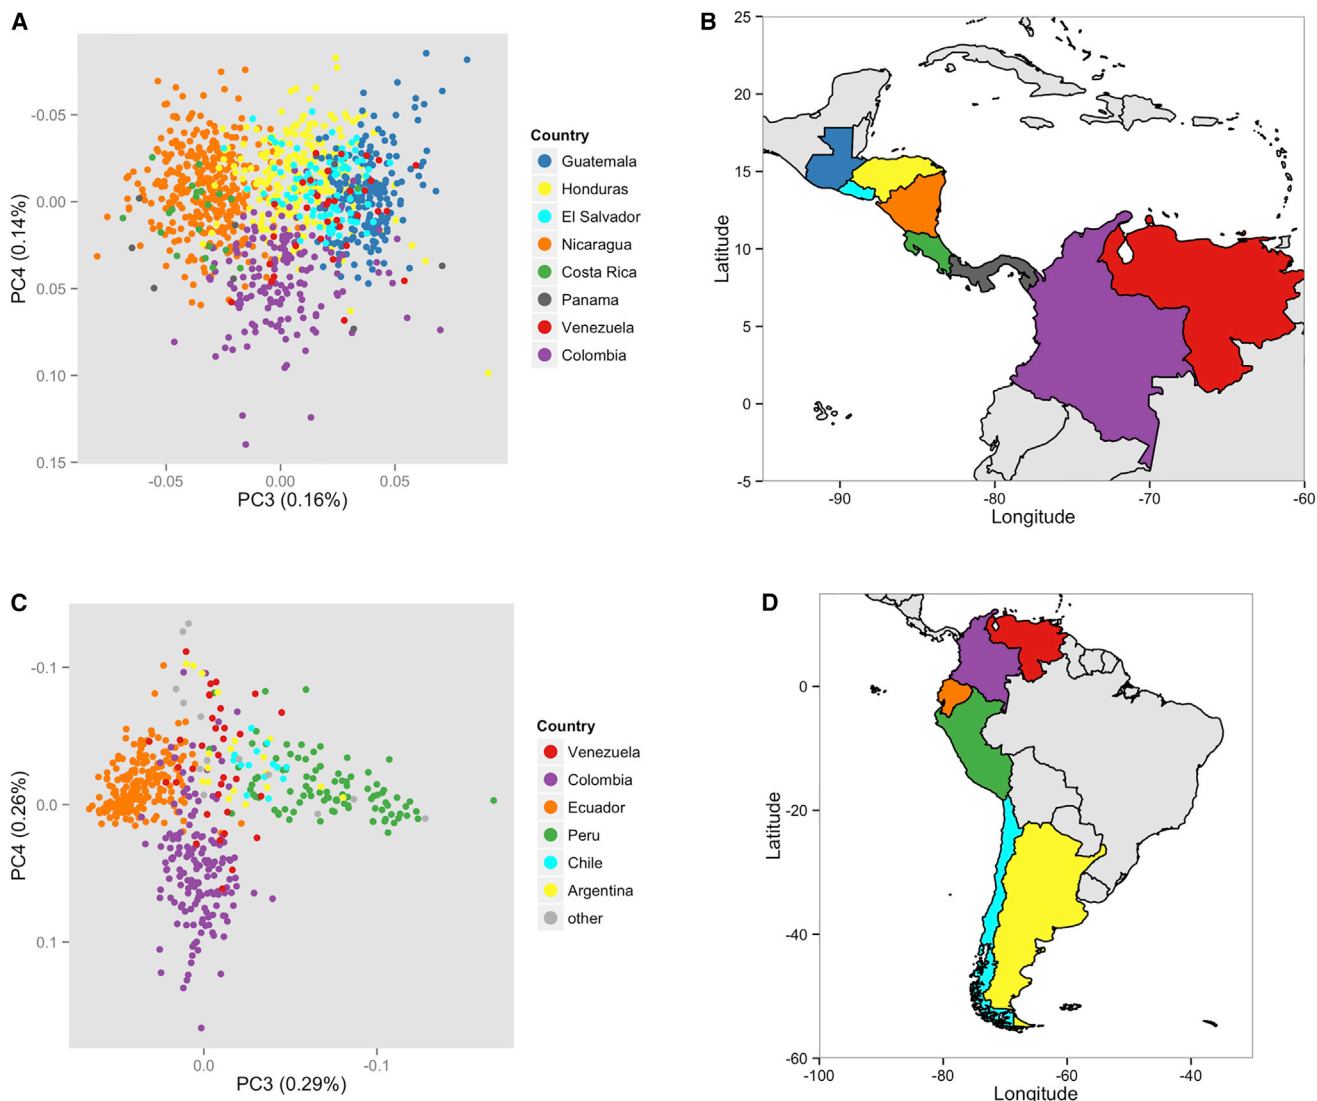 A
PC4 (0.14%)
-0.05
0.00
0.05
0.10
0.15
-0.05
0.00
0.05
PC3 (0.16%)
Country
Guatemala
Honduras
El Salvador
Nicaragua
Costa Rica
Panama
Venezuela
Colombia
B
Latitude
25
20
15
10
5
0
-5
-90
-80
-70
-60
Longitude
C
PC4 (0.26%)
-0.1
0.0
0.1
0.0
-0.1
PC3 (0.29%)
Country
Venezuela
Colombia
Ecuador
Peru
Chile
Argentina
other
D
Latitude
0
-20
-40
-60
-100
-80
-60
-40
Longitude